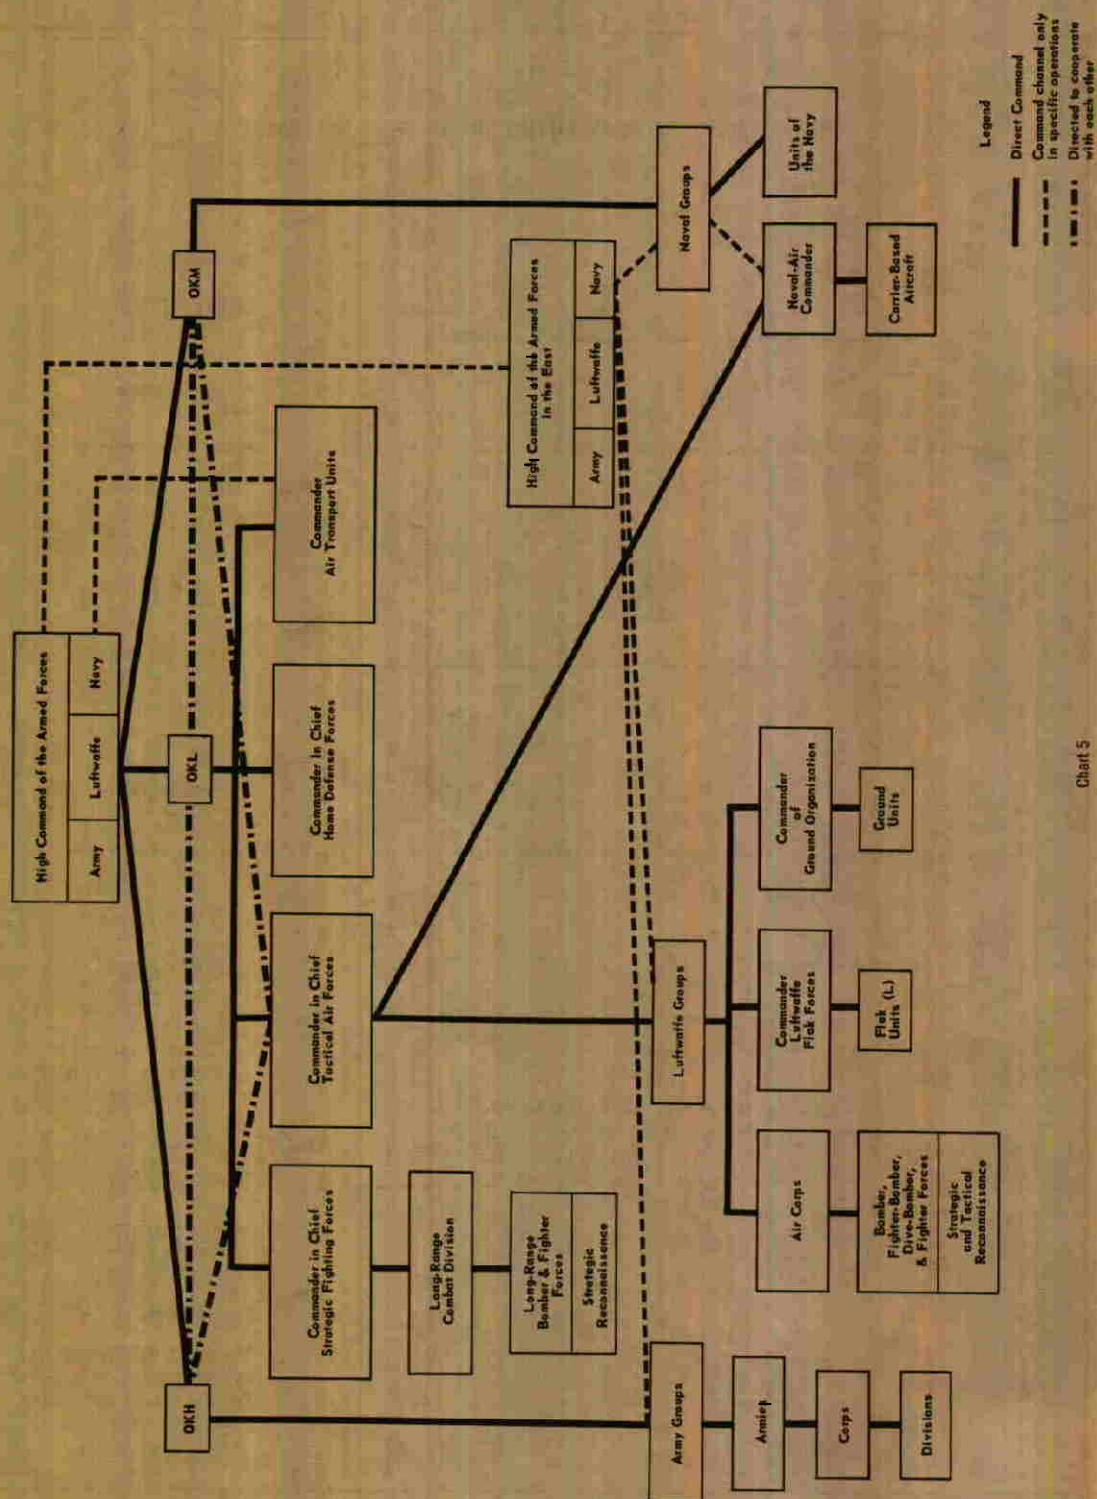 High Command of the Armed Forces
Army
Luftwaffe
Navy
OKH
OKL
OKM
Commander in Chief
Strategic Fighting Forces
Commander in Chief
Tactical Air Forces
Commander in Chief
Home Defense Forces
Commander
Air Transport Units
Long-Range
Combat Division
Long-Range
Bomber & Fighter
Forces
Strategic
Reconnaissance
High Command of the Armed Forces
in the East
Army
Luftwaffe
Navy
Army Groups
Armies
Corps
Divisions
Luftwaffe Groups
Air Corps
Bomber,
Fighter-Bomber,
Dive-Bomber,
& Fighter Forces
Strategic
and Tactical
Reconnaissance
Commander
Luftwaffe
Flak Forces
Flak (L)
Units
Commander
of
Ground Organization
Ground
Units
Naval Groups
Naval-Air
Commander
Carrier-Based
Aircraft
Units of
the Navy
Legend
Direct Command
Command channel only
in specific operations
Directed to cooperate
with each other
Chart 5